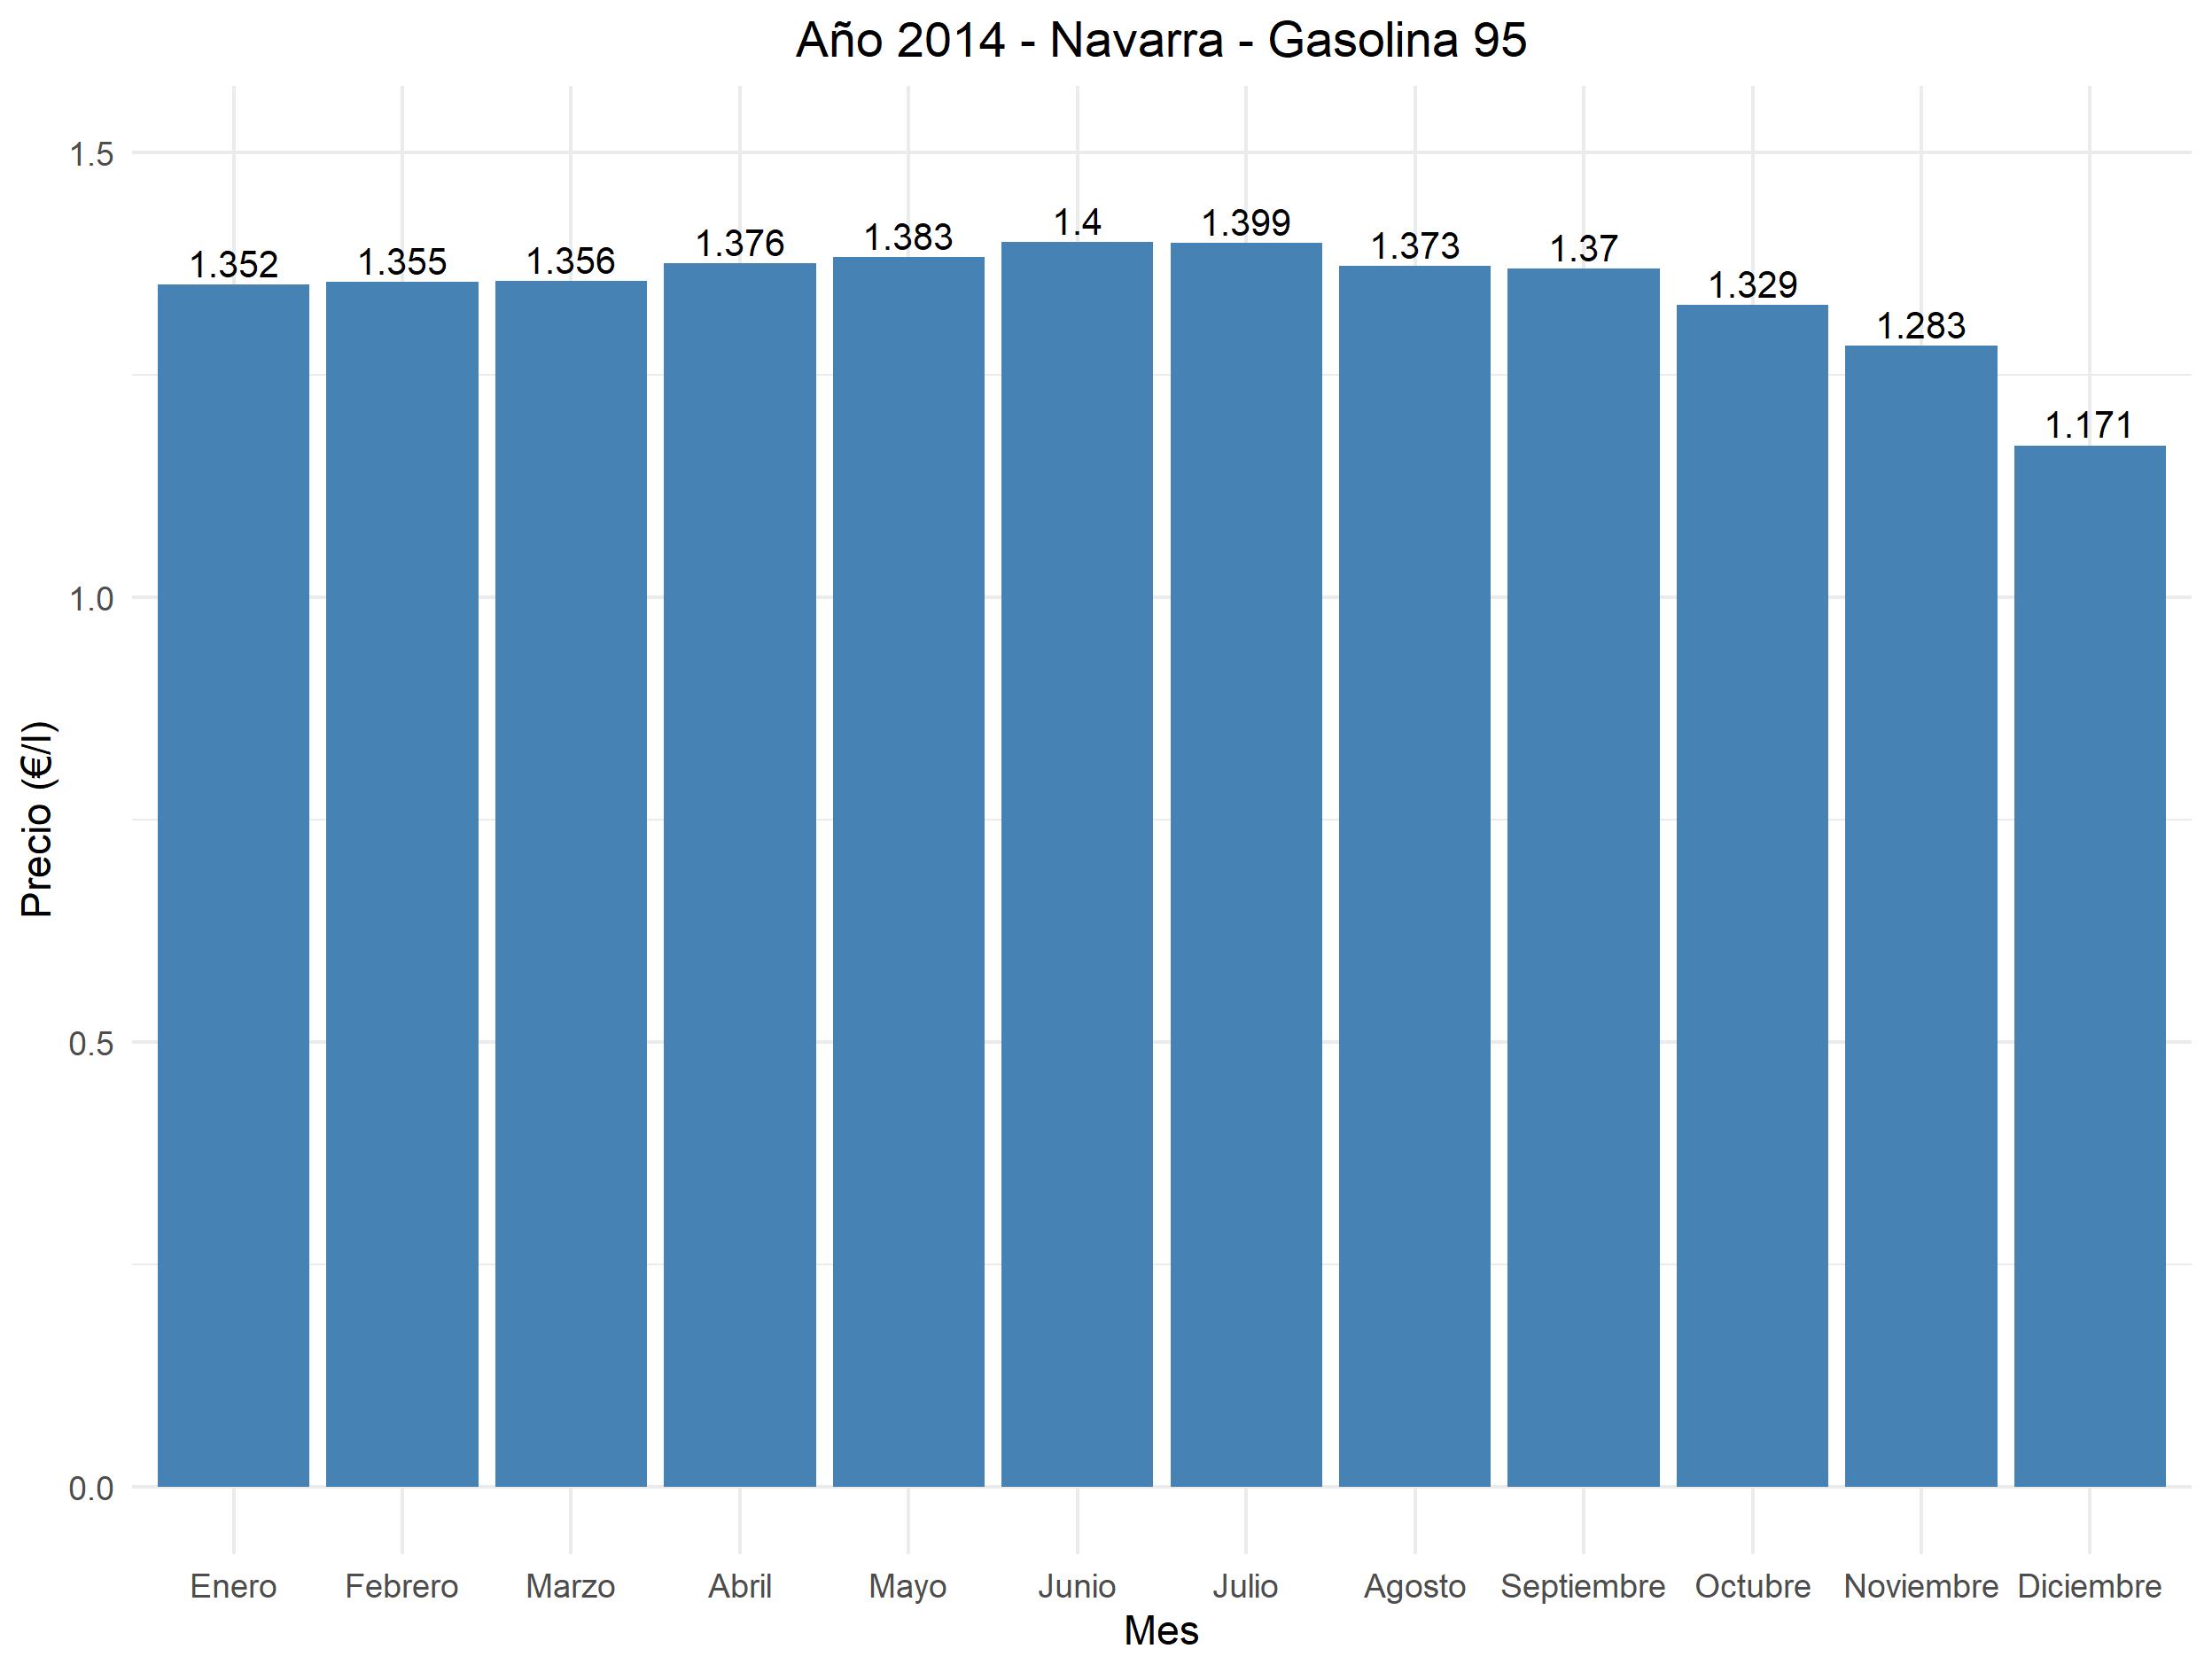 Año 2014 - Navarra - Gasolina 95
1.5
1.0
0.5
0.0
Precio (€/l)
1.352 1.355 1.356 1.376 1.383 1.4 1.399 1.373 1.37 1.329 1.283 1.171
Enero Febrero Marzo Abril Mayo Junio Julio Agosto Septiembre Octubre Noviembre Diciembre
Mes